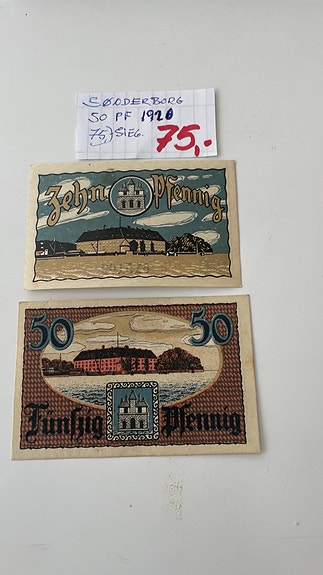 SØNDERBORG
50 PF 1920
75,- SIEG.
75,-
Zehn Pfennig
50 50
Fünfzig Pfennig